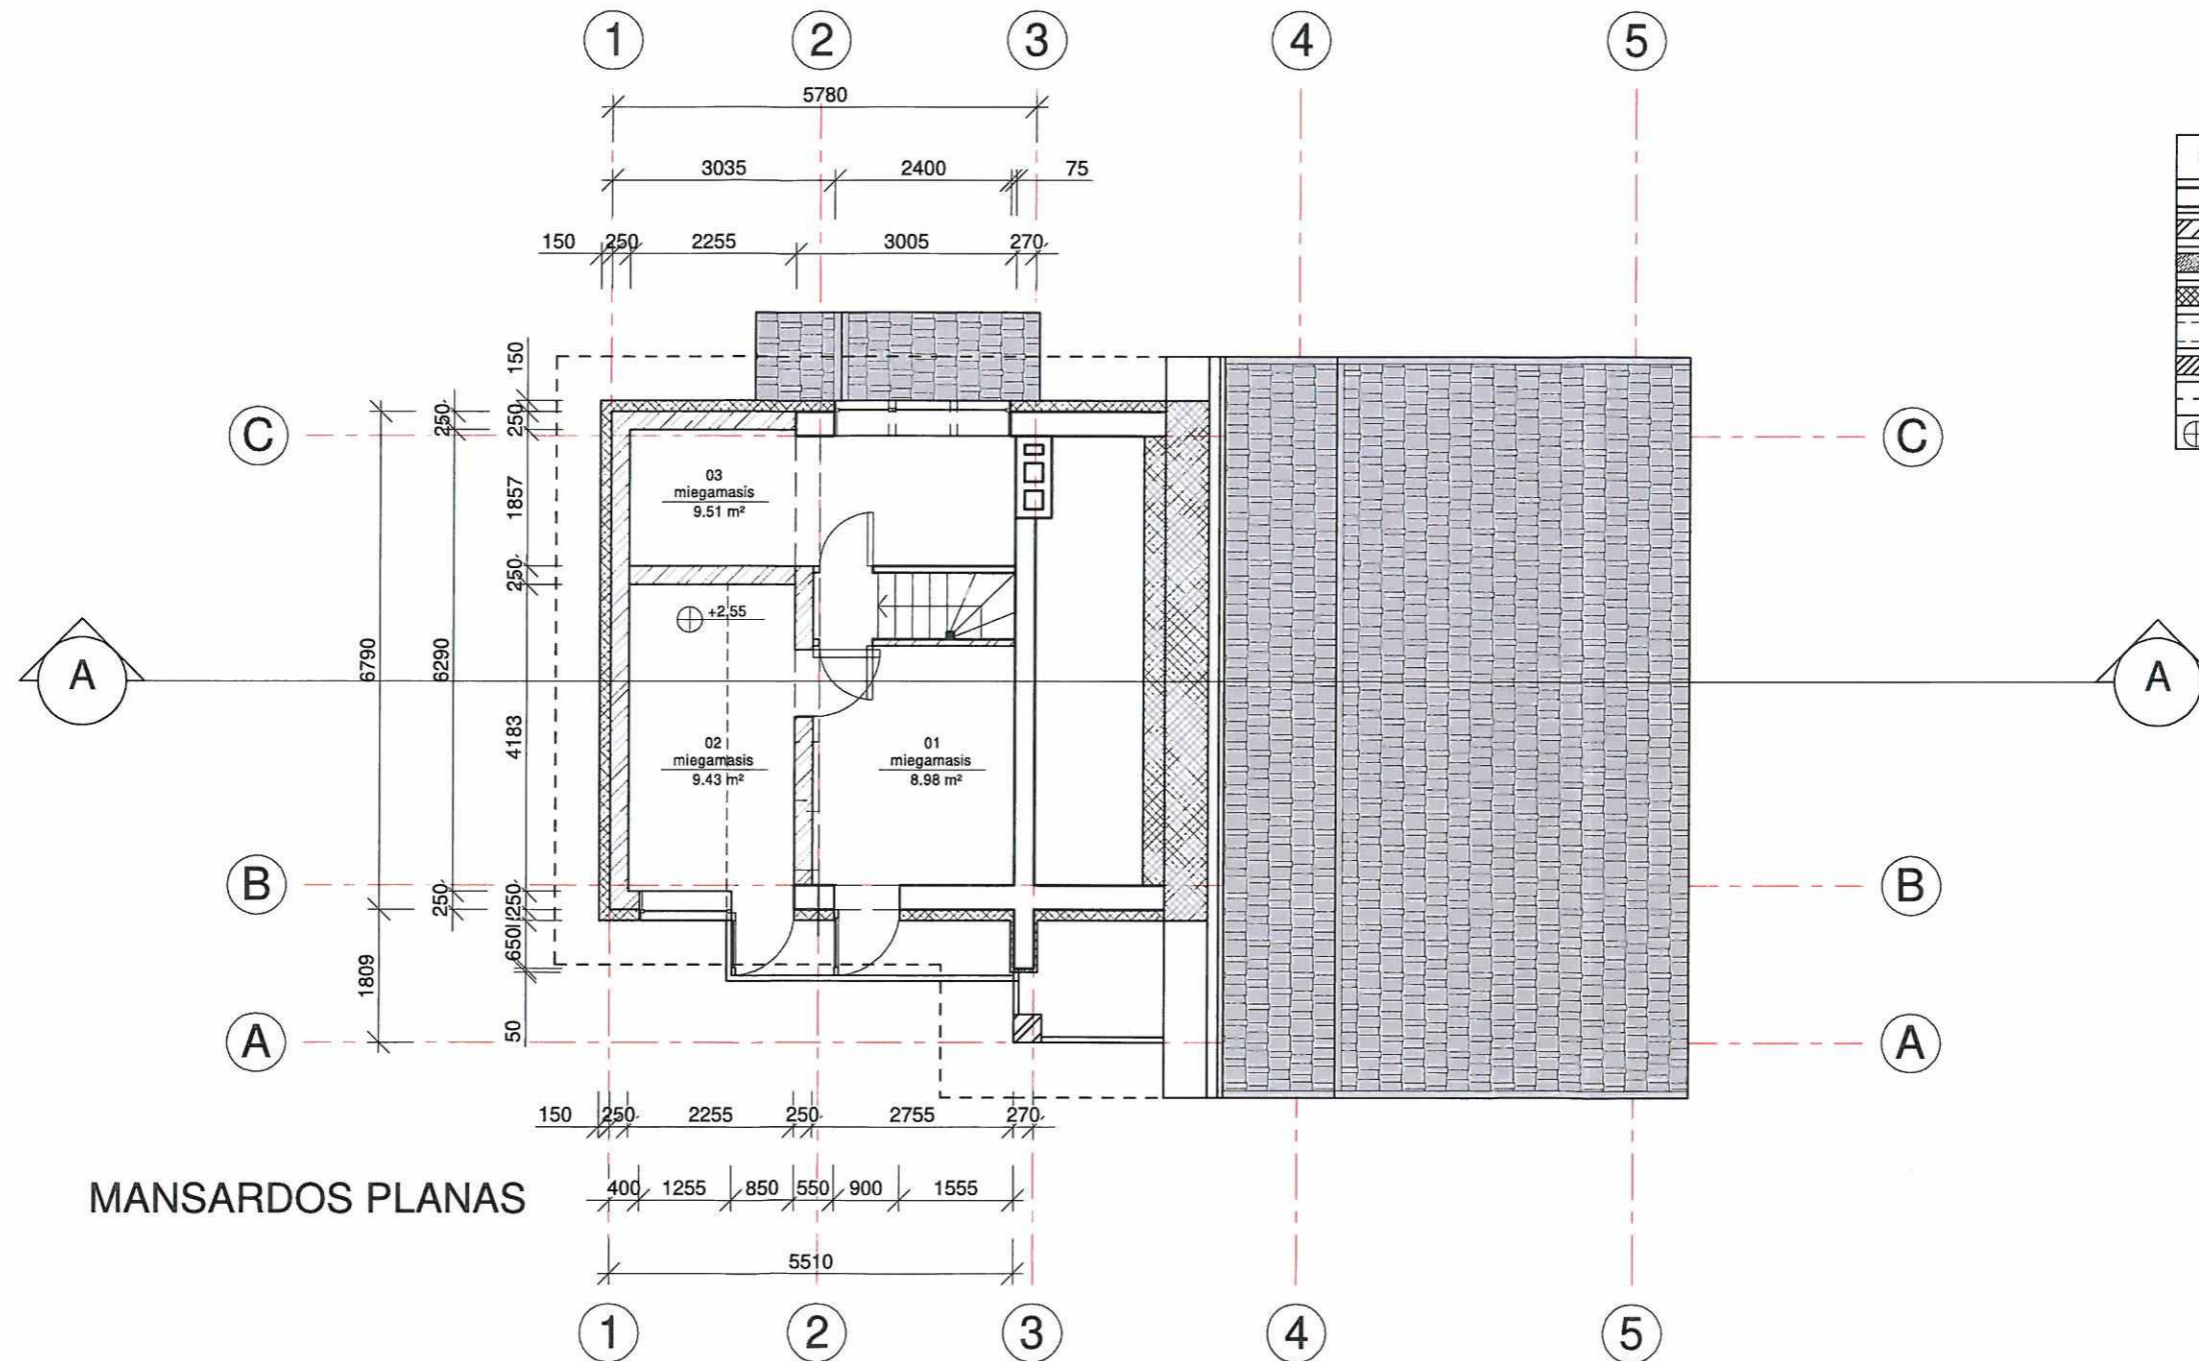 1 2 3 4 5
5780
3035 2400 75
150 250 2255 3005 270
150
250 250
C C
03
miegamasis
9.51 m²
1857
250
+2,55
6790 6290
A A
4183
02
miegamasis
9.43 m²
01
miegamasis
8.98 m²
B B
250 250
650
1809
50
A A
150 250 2255 250 2755 270
MANSARDOS PLANAS
400 1255 850 550 900 1555
5510
1 2 3 4 5